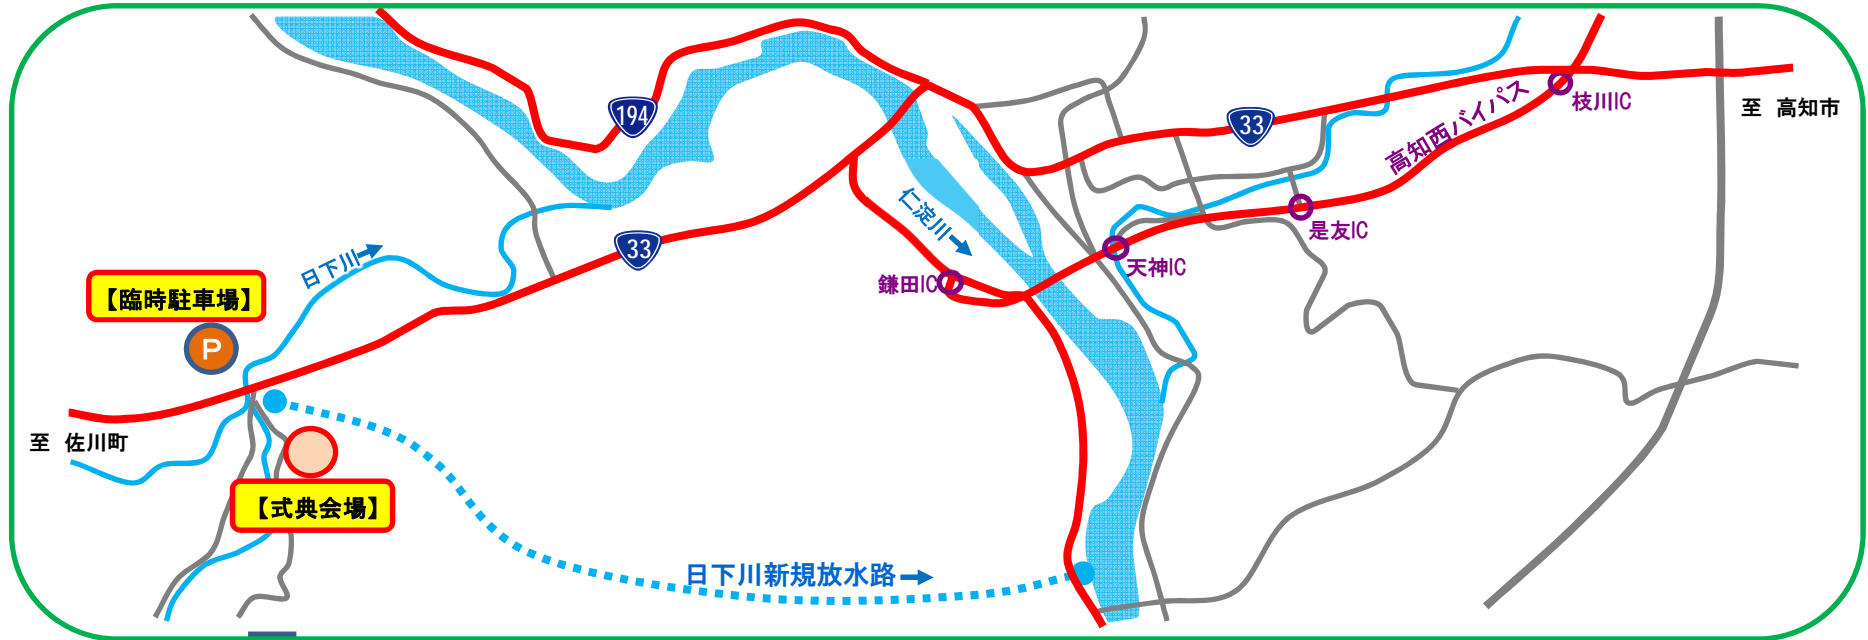 194
33
高知西バイパス
枝川IC
至 高知市
仁淀川
是友IC
日下川
33
天神IC
鎌田IC
【臨時駐車場】
P
至 佐川町
【式典会場】
日下川新規放水路